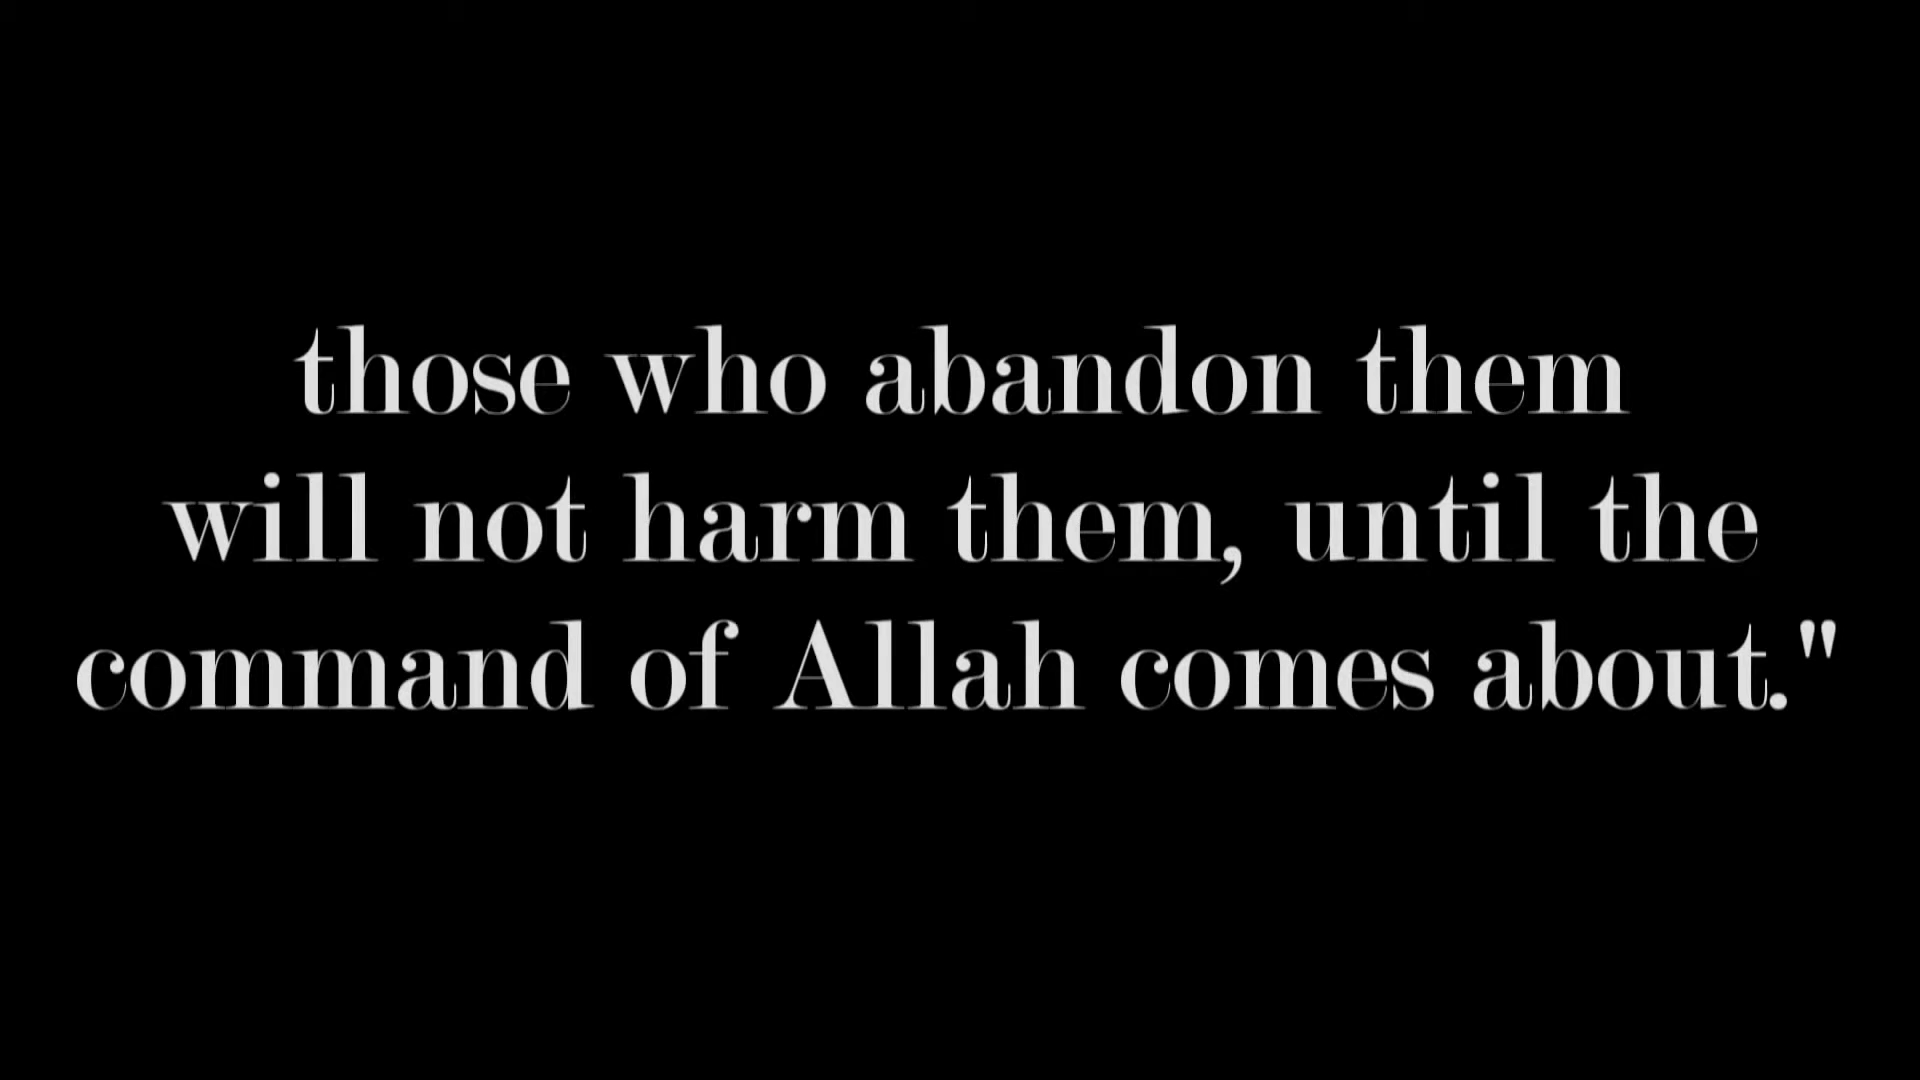 those who abandon them
will not harm them, until the
command of Allah comes about."